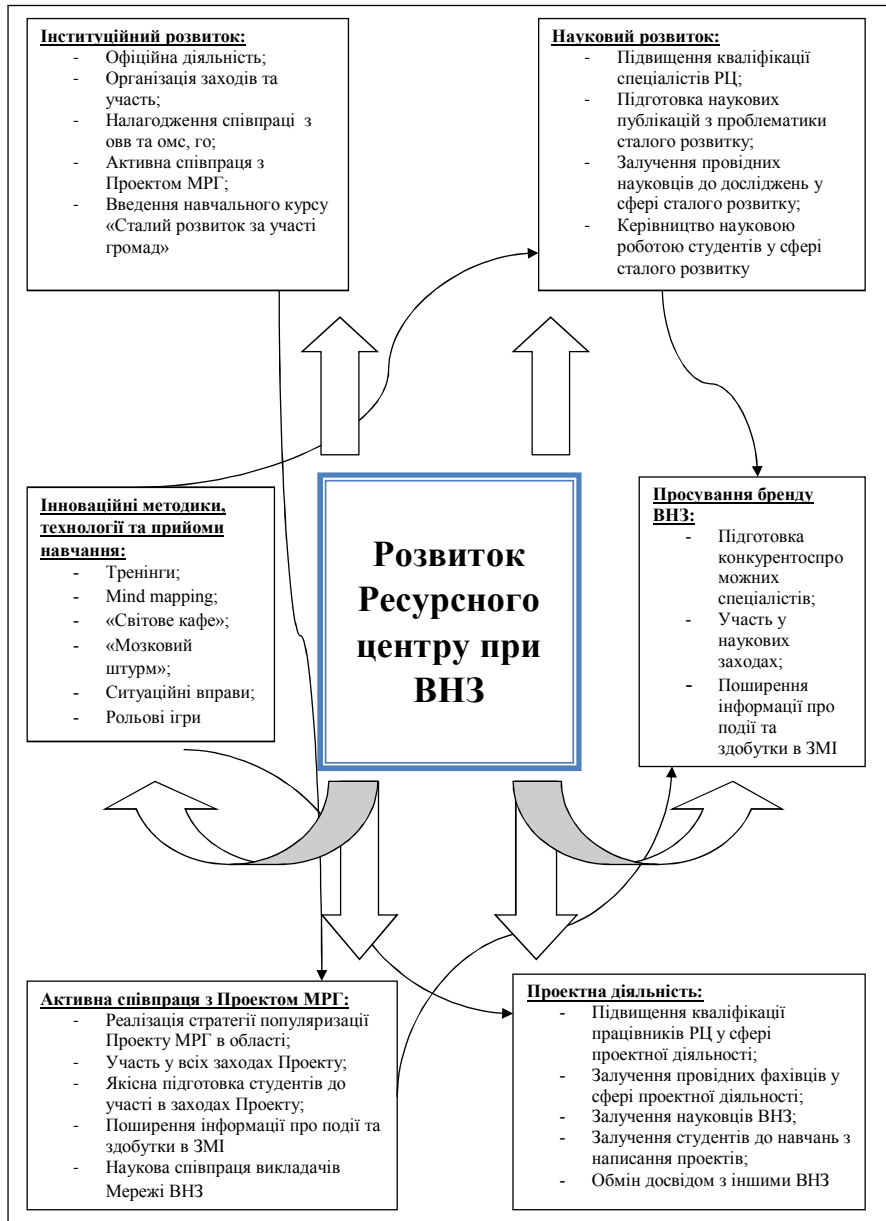 Інституційний розвиток:
- Офіційна діяльність;
- Організація заходів та
участь;
- Налагодження співпраці з
овв та омс, го;
- Активна співпраця з
Проектом МРГ;
- Введення навчального курсу
«Сталий розвиток за участі
громад»
Науковий розвиток:
- Підвищення кваліфікації
спеціалістів РЦ;
- Підготовка наукових
публікацій з проблематики
сталого розвитку;
- Залучення провідних
науковців до досліджень у
сфері сталого розвитку;
- Керівництво науковою
роботою студентів у сфері
сталого розвитку
Інноваційні методики,
технології та прийоми
навчання:
- Тренінги;
- Mind mapping;
- «Світове кафе»;
- «Мозковий
штурм»;
- Ситуаційні вправи;
- Рольові ігри
Розвиток
Ресурсного
центру при
ВНЗ
Просування бренду
ВНЗ:
- Підготовка
конкурентоспро
можних
спеціалістів;
- Участь у
наукових
заходах;
- Поширення
інформації про
події та
здобутки в ЗМІ
Активна співпраця з Проектом МРГ:
- Реалізація стратегії популяризації
Проекту МРГ в області;
- Участь у всіх заходах Проекту;
- Якісна підготовка студентів до
участі в заходах Проекту;
- Поширення інформації про події та
здобутки в ЗМІ
- Наукова співпраця викладачів
Мережі ВНЗ
Проектна діяльність:
- Підвищення кваліфікації
працівників РЦ у сфері
проектної діяльності;
- Залучення провідних фахівців у
сфері проектної діяльності;
- Залучення науковців ВНЗ;
- Залучення студентів до навчань з
написання проектів;
- Обмін досвідом з іншими ВНЗ